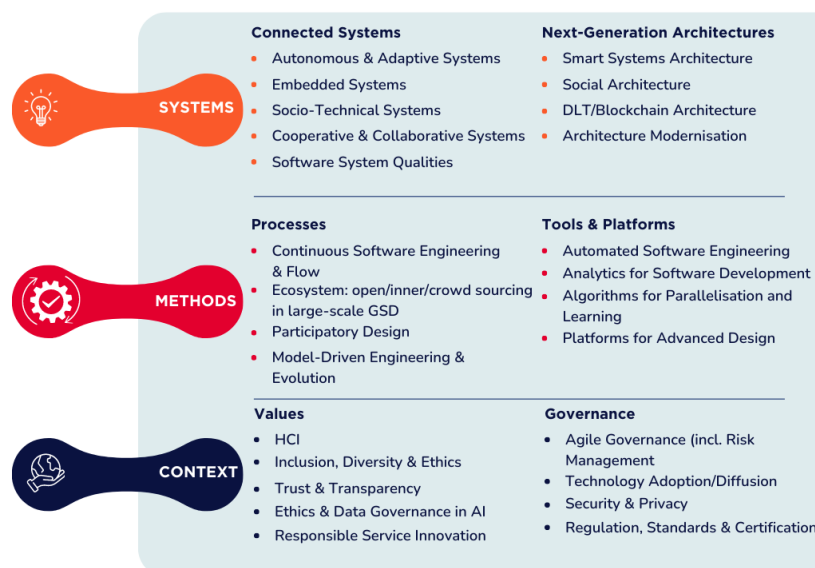 SYSTEMS
Connected Systems
Autonomous & Adaptive Systems
Embedded Systems
Socio-Technical Systems
Cooperative & Collaborative Systems
Software System Qualities
Next-Generation Architectures
Smart Systems Architecture
Social Architecture
DLT/Blockchain Architecture
Architecture Modernisation
METHODS
Processes
Continuous Software Engineering
& Flow
Ecosystem: open/inner/crowd sourcing
in large-scale GSD
Participatory Design
Model-Driven Engineering &
Evolution
Tools & Platforms
Automated Software Engineering
Analytics for Software Development
Algorithms for Parallelisation and
Learning
Platforms for Advanced Design
CONTEXT
Values
HCI
Inclusion, Diversity & Ethics
Trust & Transparency
Ethics & Data Governance in AI
Responsible Service Innovation
Governance
Agile Governance (incl. Risk
Management
Technology Adoption/Diffusion
Security & Privacy
Regulation, Standards & Certification